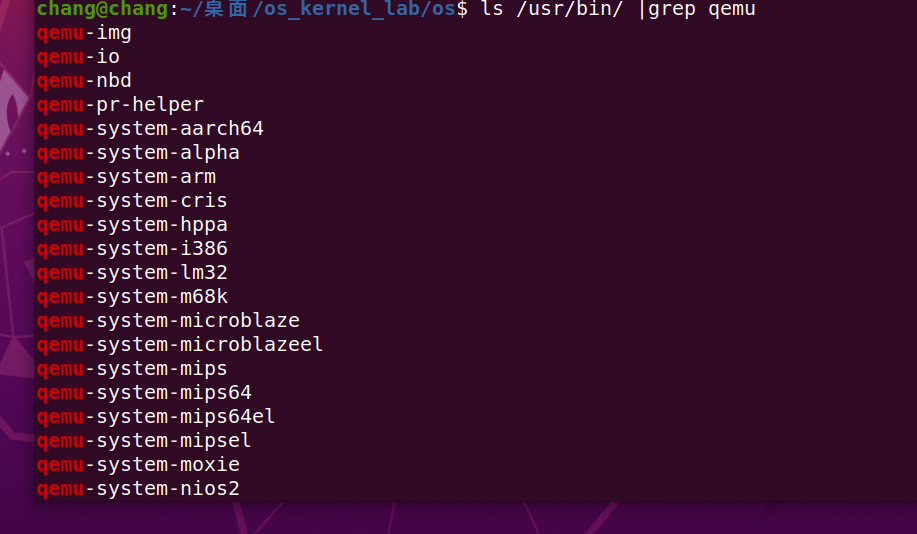 chang@chang:~/桌面/os_kernel_lab/os$ ls /usr/bin/ |grep qemu
qemu-img
qemu-io
qemu-nbd
qemu-pr-helper
qemu-system-aarch64
qemu-system-alpha
qemu-system-arm
qemu-system-cris
qemu-system-hppa
qemu-system-i386
qemu-system-lm32
qemu-system-m68k
qemu-system-microblaze
qemu-system-microblazeel
qemu-system-mips
qemu-system-mips64
qemu-system-mips64el
qemu-system-mipsel
qemu-system-moxie
qemu-system-nios2